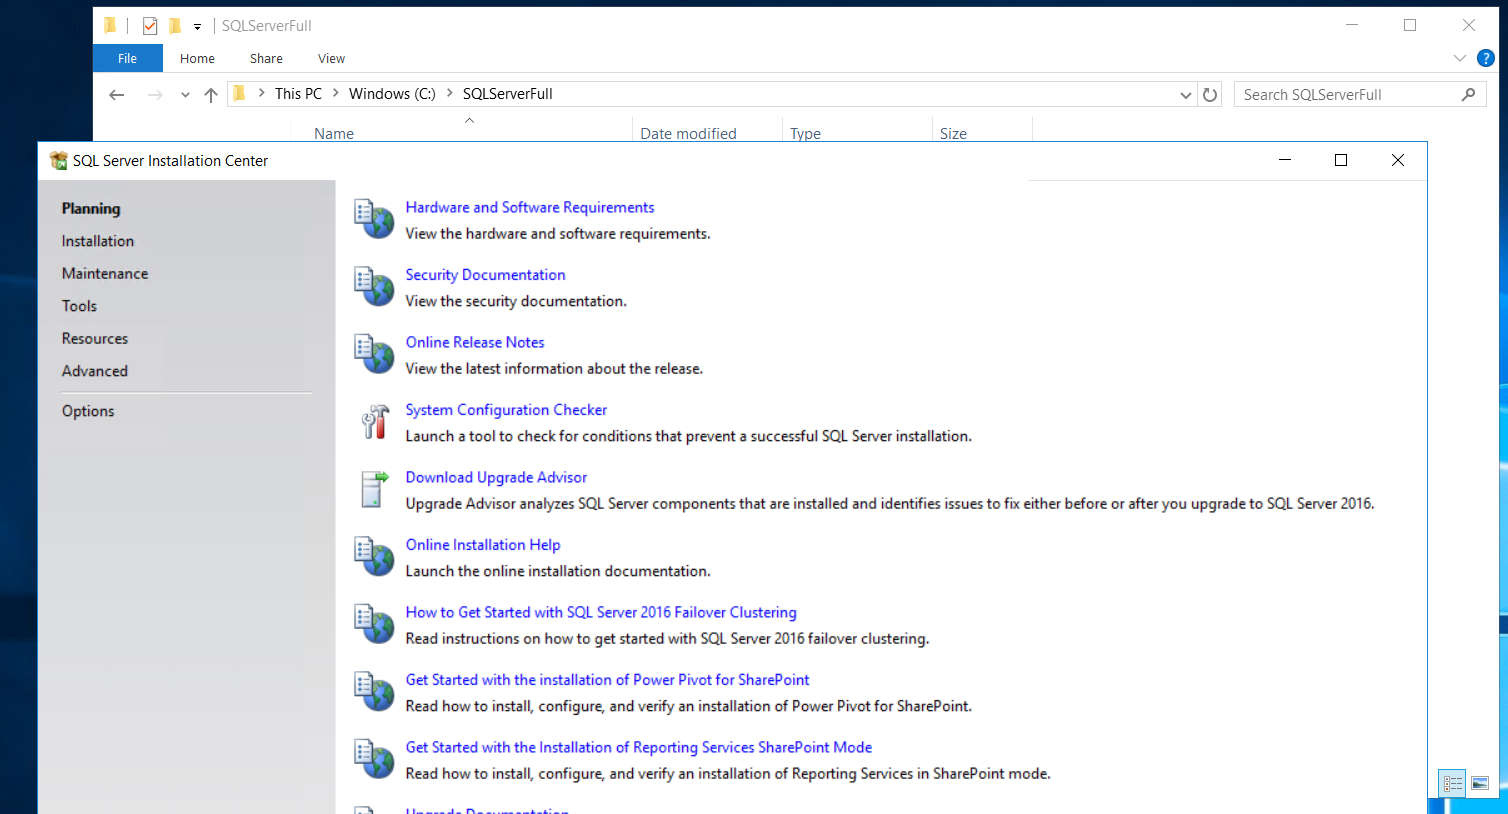 SQLServerFull
File Home Share View
This PC Windows (C:) SQLServerFull Search SQLServerFull
Name Date modified Type Size
SQL Server Installation Center
Planning
Installation
Maintenance
Tools
Resources
Advanced
Options
Hardware and Software Requirements
View the hardware and software requirements.
Security Documentation
View the security documentation.
Online Release Notes
View the latest information about the release.
System Configuration Checker
Launch a tool to check for conditions that prevent a successful SQL Server installation.
Download Upgrade Advisor
Upgrade Advisor analyzes SQL Server components that are installed and identifies issues to fix either before or after you upgrade to SQL Server 2016.
Online Installation Help
Launch the online installation documentation.
How to Get Started with SQL Server 2016 Failover Clustering
Read instructions on how to get started with SQL Server 2016 failover clustering.
Get Started with the installation of Power Pivot for SharePoint
Read how to install, configure, and verify an installation of Power Pivot for SharePoint.
Get Started with the Installation of Reporting Services SharePoint Mode
Read how to install, configure, and verify an installation of Reporting Services in SharePoint mode.
Upgrade Documentation